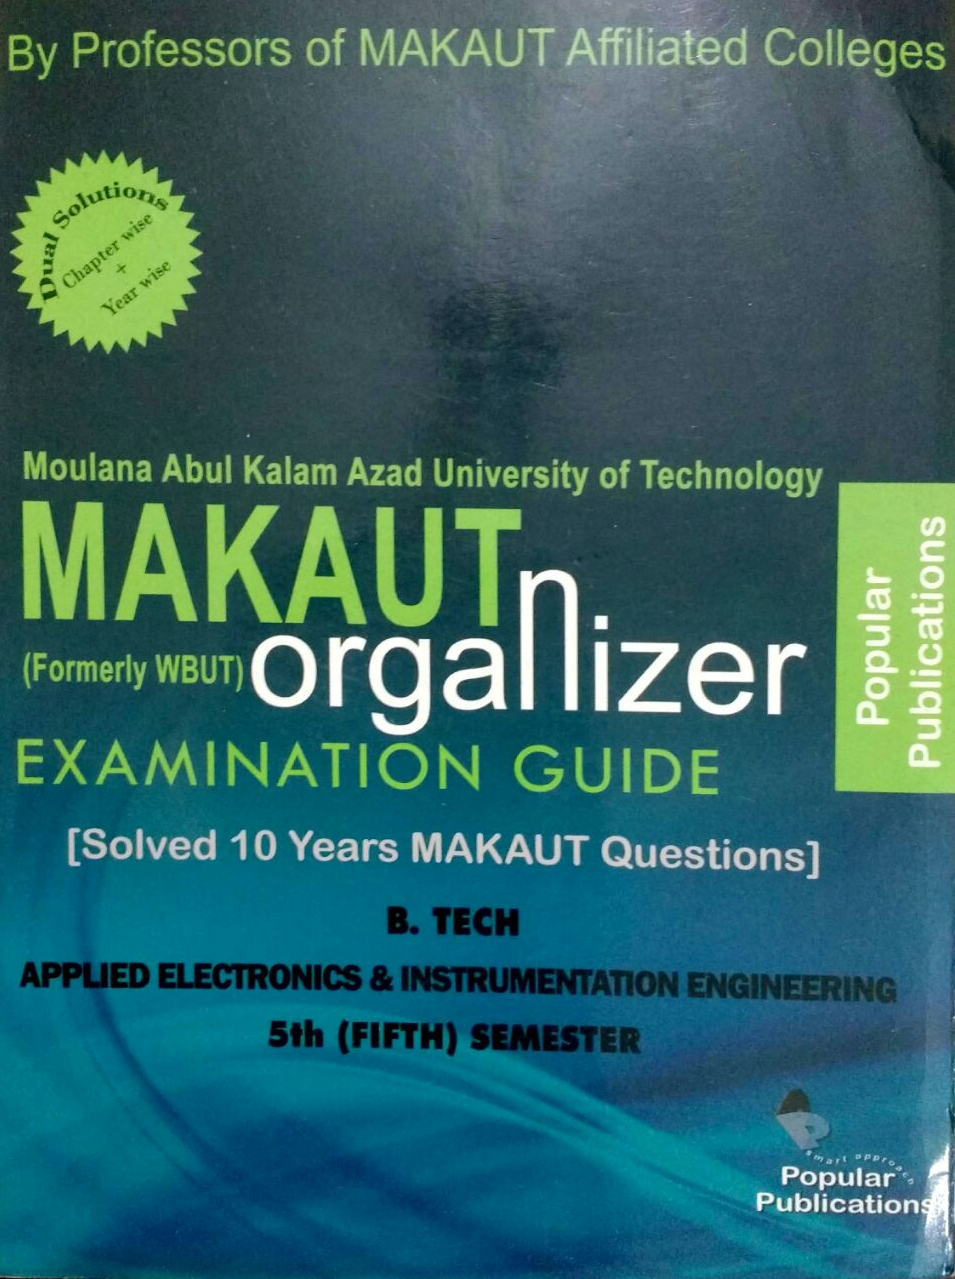 By Professors of MAKAUT Affiliated Colleges
Dual Solutions
Chapter wise
+
Year wise
Moulana Abul Kalam Azad University of Technology
MAKAUT
(Formerly WBUT) organizer
Popular
Publications
EXAMINATION GUIDE
[Solved 10 Years MAKAUT Questions]
B. TECH
APPLIED ELECTRONICS & INSTRUMENTATION ENGINEERING
5th (FIFTH) SEMESTER
smart approach
Popular
Publications